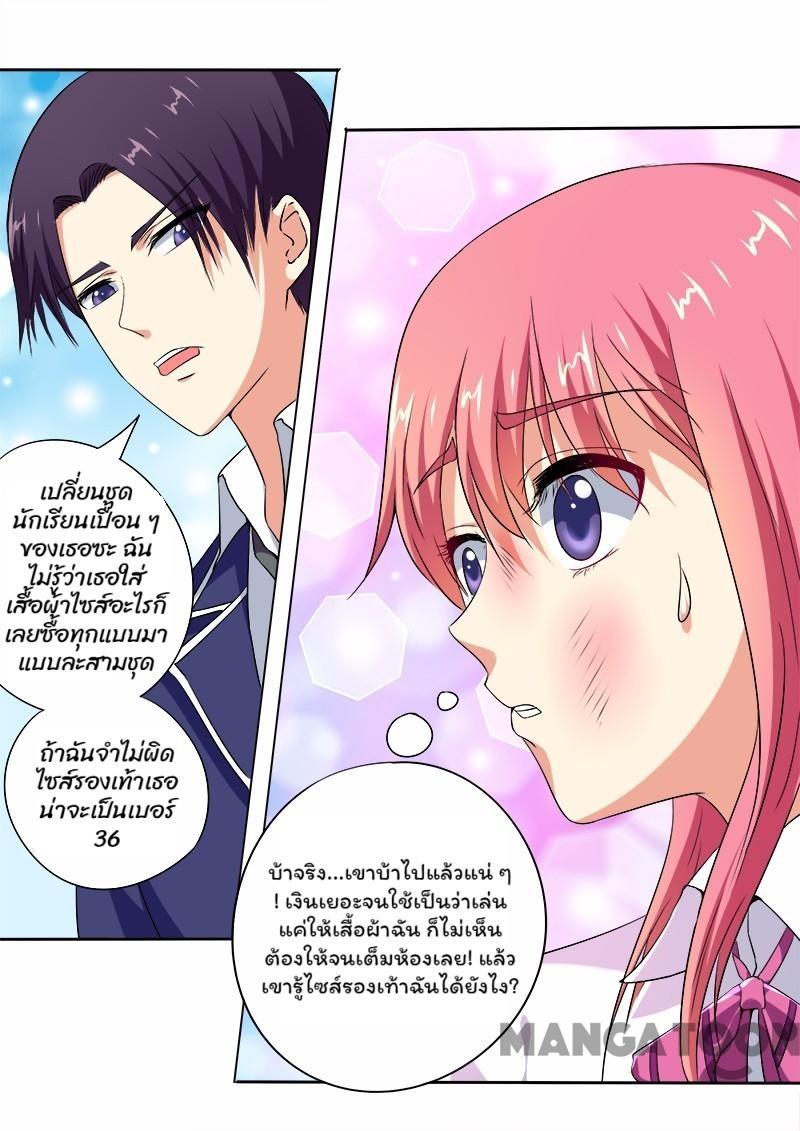 เปลี่ยนชุด
นักเรียนเปื้อน ๆ
ของเธอซะ ฉัน
ไม่รู้ว่าเธอใส่
เสื้อผ้าไซส์อะไรก็
เลยซื้อทุกแบบมา
แบบละสามชุด
ถ้าฉันจำไม่ผิด
ไซส์รองเท้าเธอ
น่าจะเป็นเบอร์
36
บ้าจริง...เขาบ้าไปแล้วแน่ ๆ
! เงินเยอะจนใช้เป็นว่าเล่น
แค่ให้เสื้อผ้าฉัน ก็ไม่เห็น
ต้องให้จนเต็มห้องเลย! แล้ว
เขารู้ไซส์รองเท้าฉันได้ยังไง?
MANGATOON